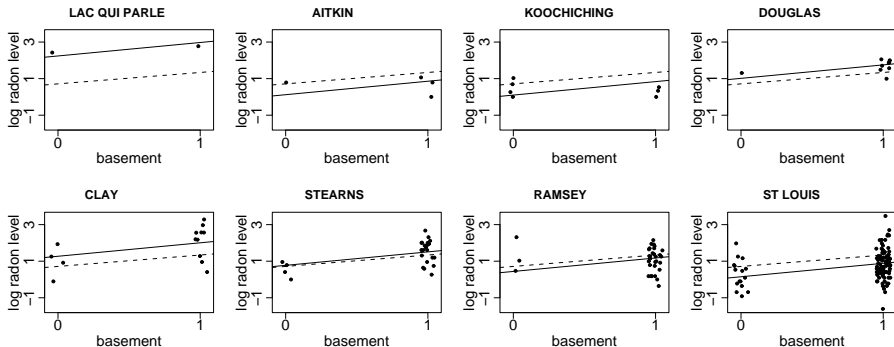 LAC QUI PARLE
AITKIN
KOOCHICHING
DOUGLAS
log radon level
3
1
−1
0
1
basement
log radon level
3
1
−1
0
1
basement
log radon level
3
1
−1
0
1
basement
log radon level
3
1
−1
0
1
basement
CLAY
STEARNS
RAMSEY
ST LOUIS
log radon level
3
1
−1
0
1
basement
log radon level
3
1
−1
0
1
basement
log radon level
3
1
−1
0
1
basement
log radon level
3
1
−1
0
1
basement